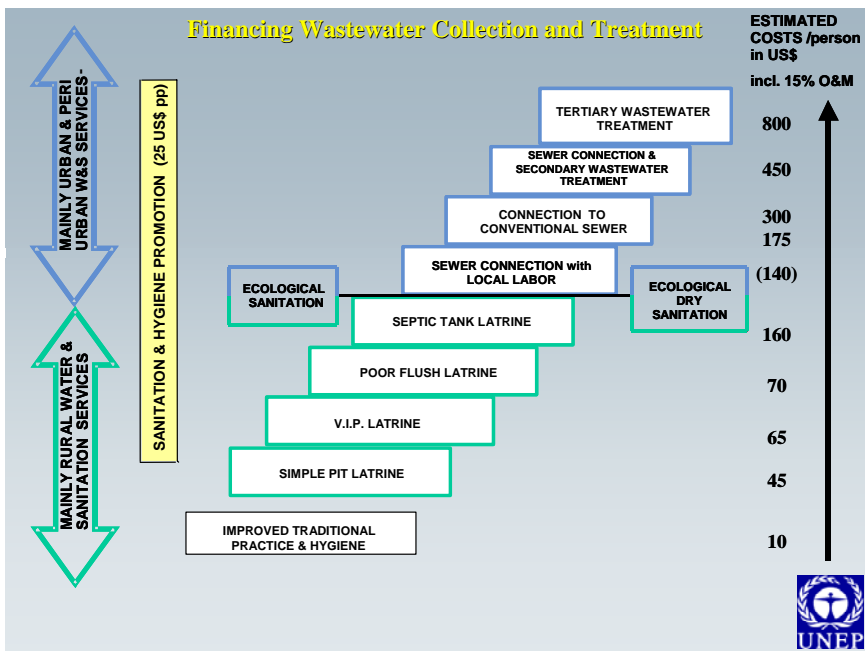 Financing Wastewater Collection and Treatment
ESTIMATED
COSTS /person
in US$
incl. 15% O&M
MAINLY URBAN & PERI
URBAN W&S SERVICES-
MAINLY RURAL WATER &
SANITATION SERVICES
SANITATION & HYGIENE PROMOTION (25 US$ pp)
TERTIARY WASTEWATER
TREATMENT
800
SEWER CONNECTION &
SECONDARY WASTEWATER
TREATMENT
450
CONNECTION TO
CONVENTIONAL SEWER
300
175
SEWER CONNECTION with
LOCAL LABOR
(140)
ECOLOGICAL
SANITATION
ECOLOGICAL
DRY
SANITATION
SEPTIC TANK LATRINE
160
POOR FLUSH LATRINE
70
V.I.P. LATRINE
65
SIMPLE PIT LATRINE
45
IMPROVED TRADITIONAL
PRACTICE & HYGIENE
10
UNEP